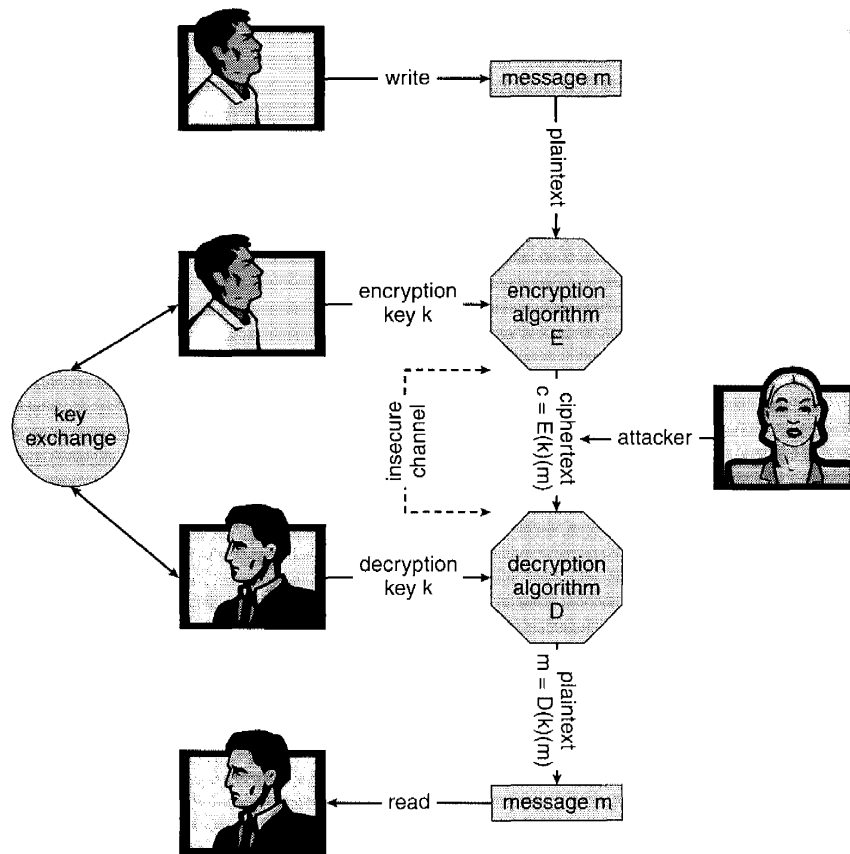 write
message m
plaintext
encryption
key k
encryption
algorithm
E
key
exchange
insecure
channel
ciphertext
c = E(k)(m)
attacker
decryption
key k
decryption
algorithm
D
plaintext
m = D(k)(m)
read
message m